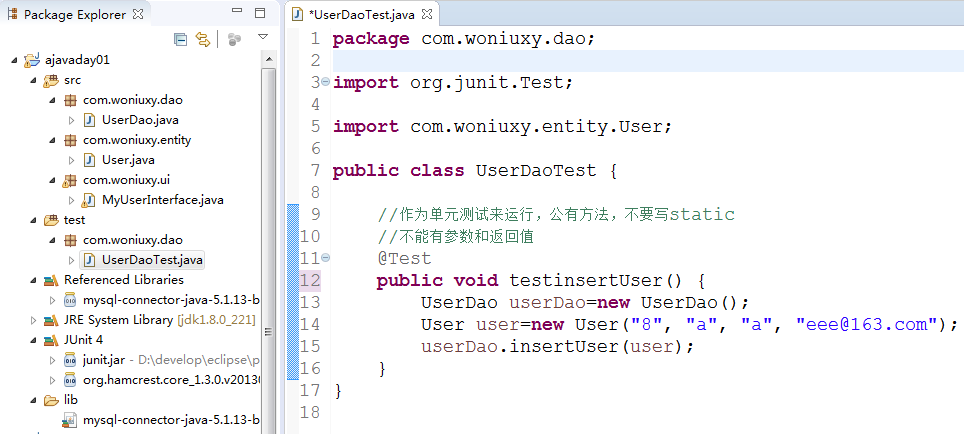 Package Explorer
ajavaday01
src
com.woniuxy.dao
UserDao.java
com.woniuxy.entity
User.java
com.woniuxy.ui
MyUserInterface.java
test
com.woniuxy.dao
UserDaoTest.java
Referenced Libraries
mysql-connector-java-5.1.13-b
JRE System Library [jdk1.8.0_221]
JUnit 4
junit.jar - D:\develop\eclipse\p
org.hamcrest.core_1.3.0.v2013
lib
mysql-connector-java-5.1.13-b
*UserDaoTest.java
1 package com.woniuxy.dao;
2
3 import org.junit.Test;
4
5 import com.woniuxy.entity.User;
6
7 public class UserDaoTest {
8
9 //作为单元测试来运行，公有方法，不要写static
10 //不能有参数和返回值
11 @Test
12 public void testinsertUser() {
13 UserDao userDao=new UserDao();
14 User user=new User("8", "a", "a", "eee@163.com");
15 userDao.insertUser(user);
16 }
17 }
18